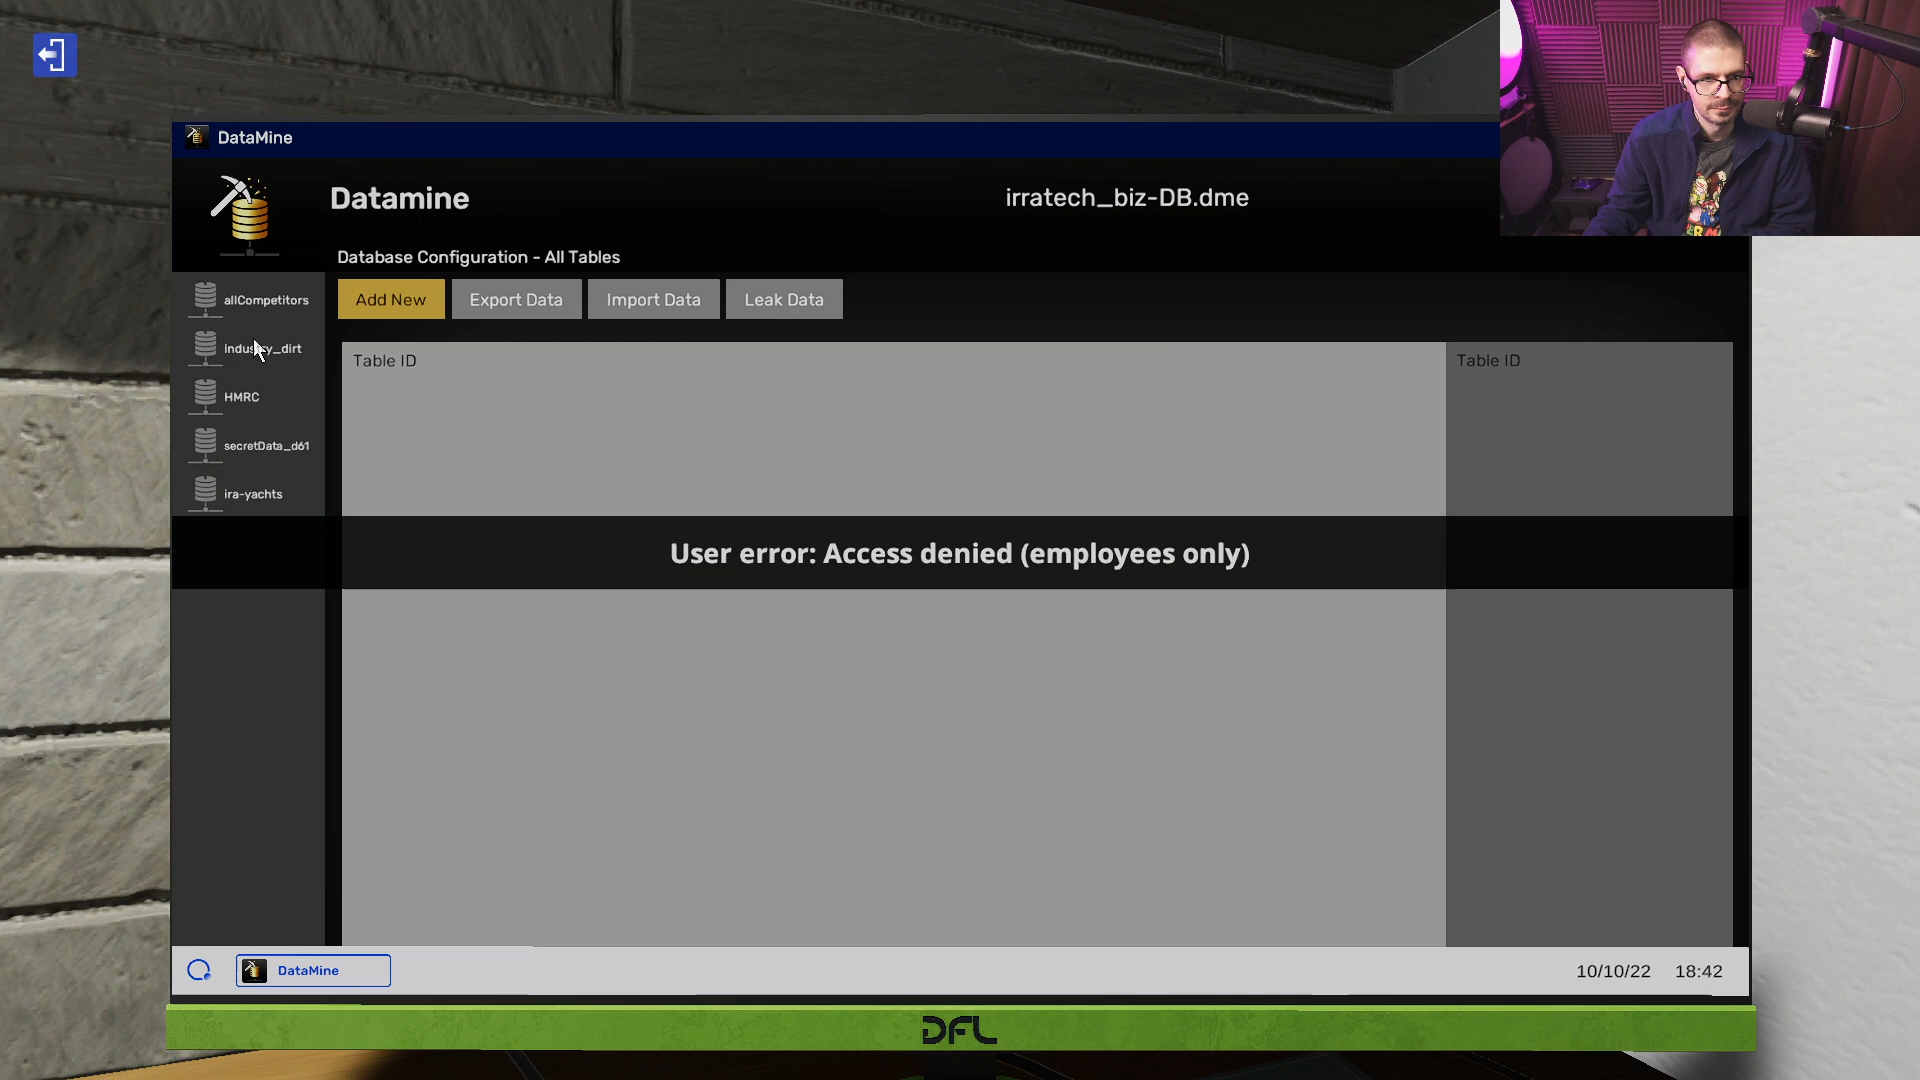 DataMine
Datamine
irratech_biz-DB.dme
Database Configuration - All Tables
allCompetitors
Add New
Export Data
Import Data
Leak Data
industry_dirt
Table ID
Table ID
HMRC
secretData_d61
ira-yachts
User error: Access denied (employees only)
DataMine
10/10/22
18:42
DFL